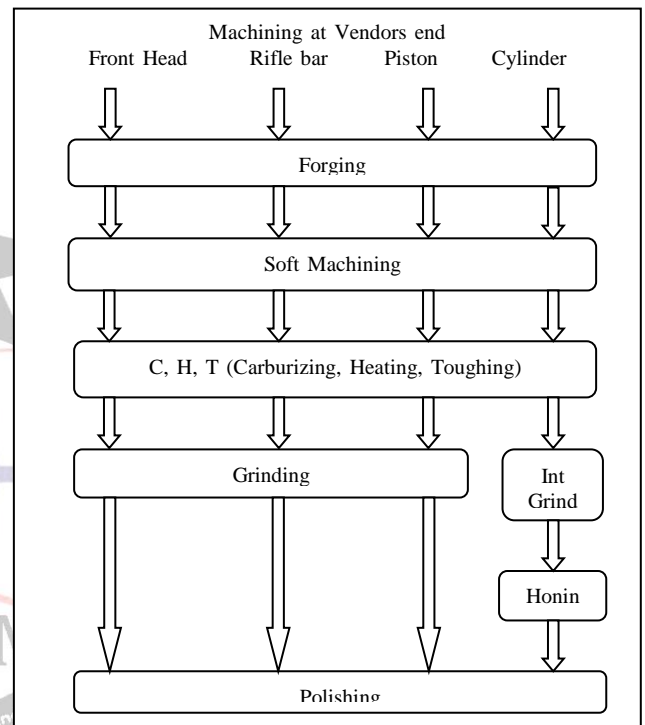 Machining at Vendors end
Front Head Rifle bar Piston Cylinder
Forging
Soft Machining
C, H, T (Carburizing, Heating, Toughing)
Grinding
Int
Grind
Honin
Polishing